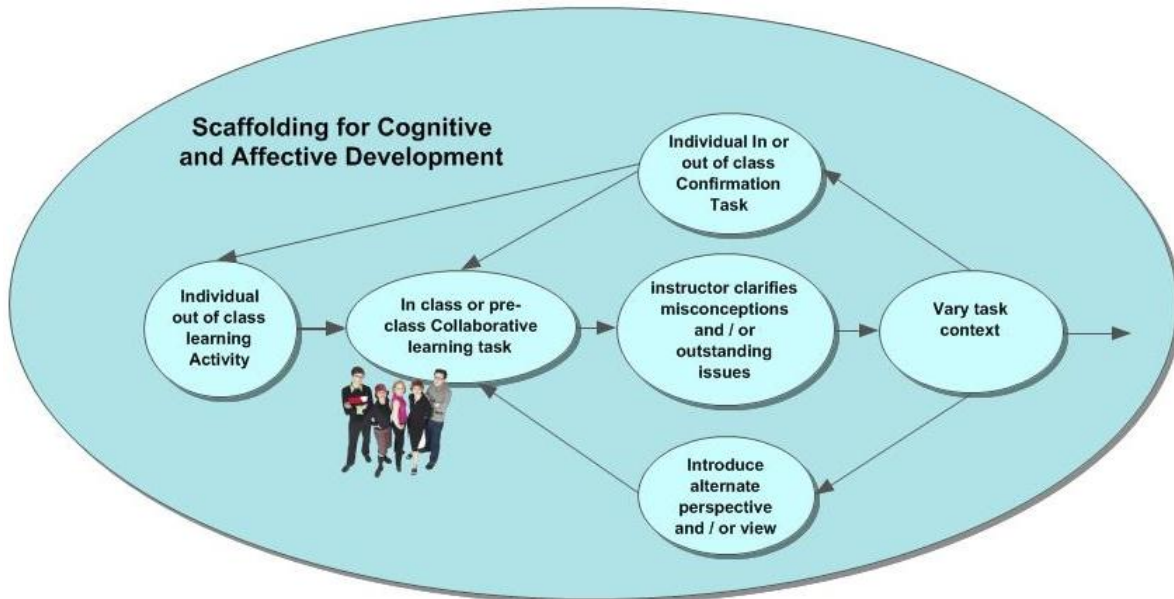 Scaffolding for Cognitive
and Affective Development
Individual In or
out of class
Confirmation
Task
Individual
out of class
learning
Activity
In class or pre-
class Collaborative
learning task
instructor clarifies
misconceptions
and / or
outstanding
issues
Vary task
context
Introduce
alternate
perspective
and / or view